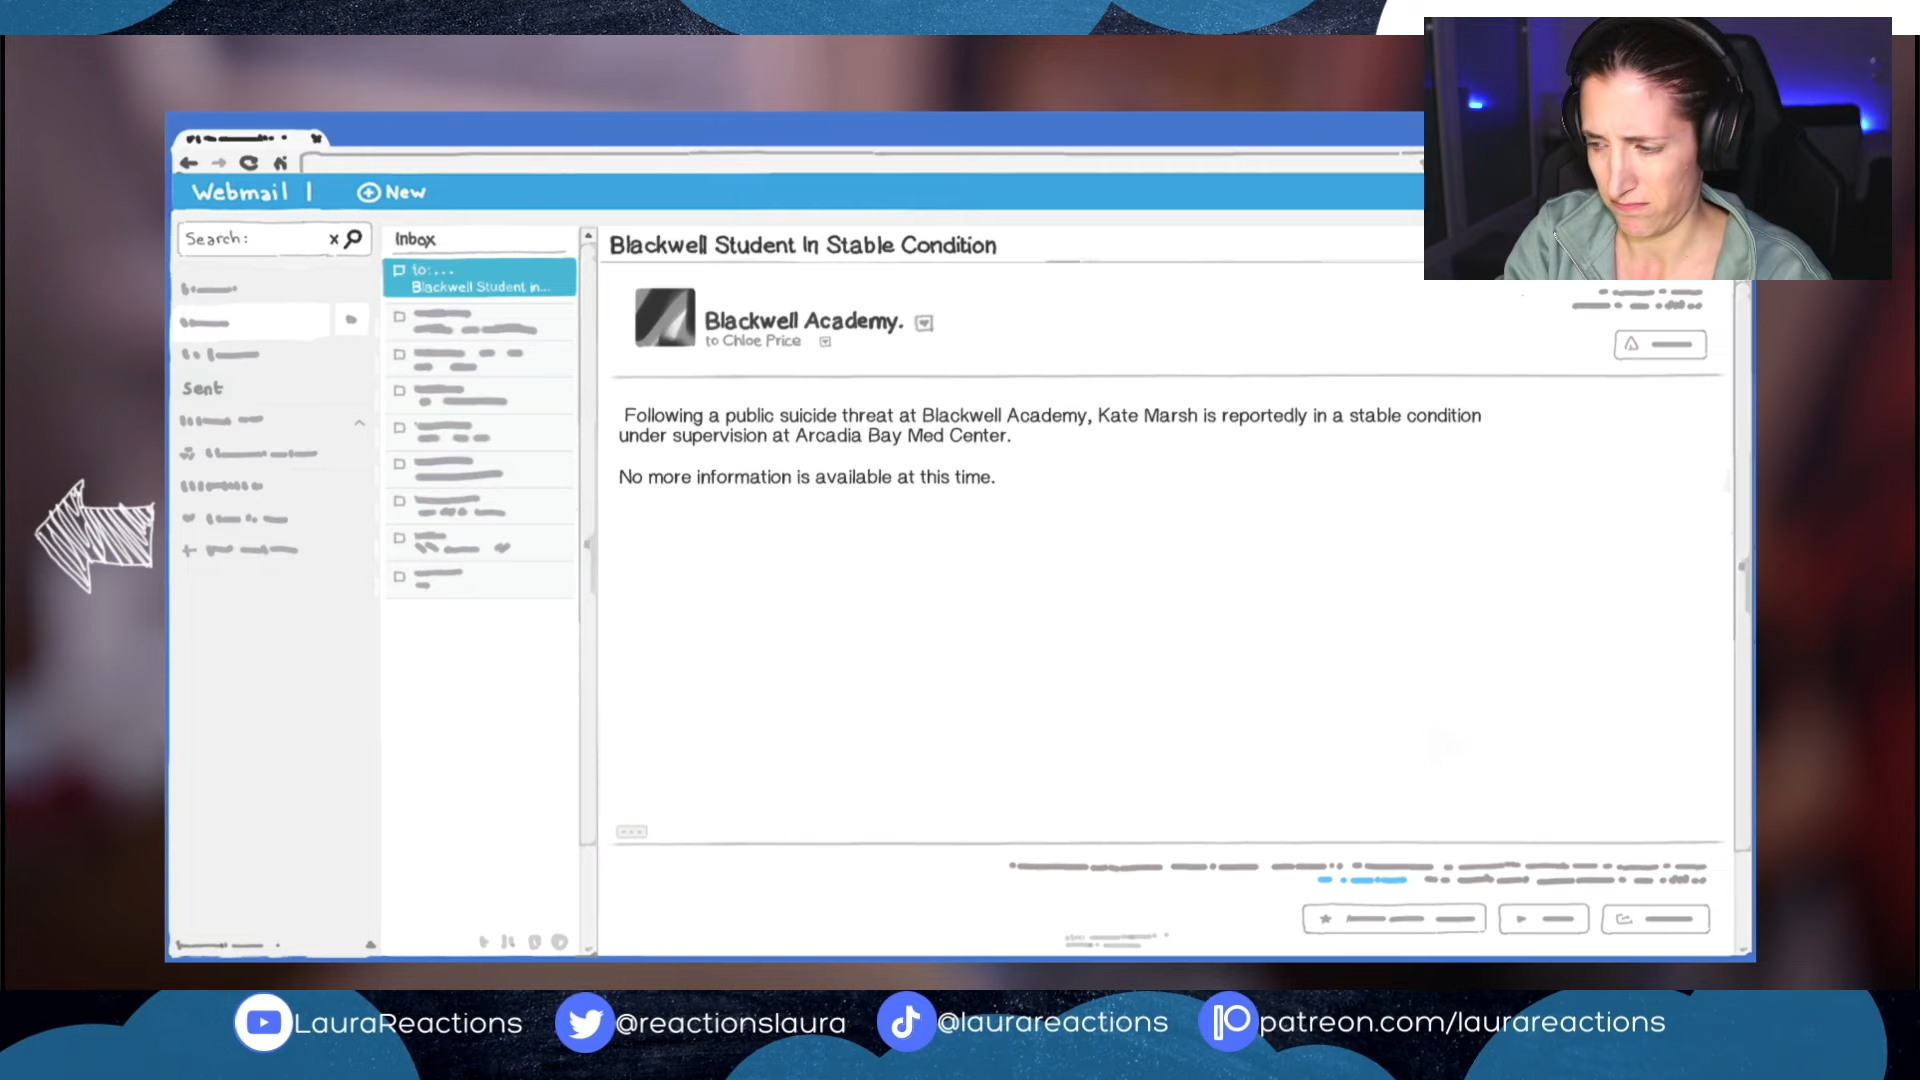 Webmail |
New
Search:
x
Inbox
to:...
Blackwell Student in...
Sent
Blackwell Student In Stable Condition
Blackwell Academy.
to Chloe Price
Following a public suicide threat at Blackwell Academy, Kate Marsh is reportedly in a stable condition
under supervision at Arcadia Bay Med Center.
No more information is available at this time.
LauraReactions
@reactionslaura
@laurareactions
patreon.com/laurareactions